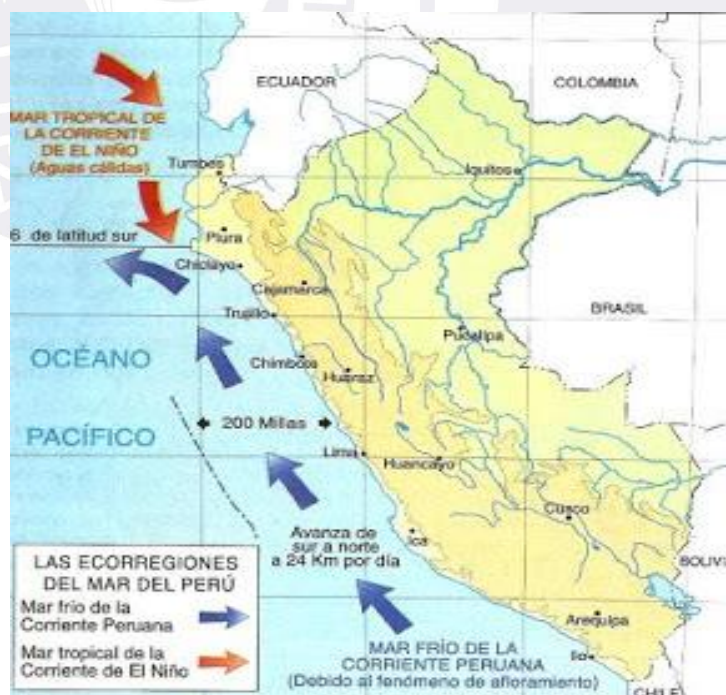 ECUADOR
COLOMBIA
MAR TROPICAL DE
LA CORRIENTE
DE EL NIÑO
(Aguas cálidas)
Tumbes
Iquitos
6 de latitud sur
Piura
Chiclayo
Cajamarca
Trujillo
BRASIL
Pucallpa
OCÉANO
PACÍFICO
Chimbote
Huaraz
200 Millas
Lima
Huancayo
Cusco
Ica
Avanza de
sur a norte
a 24 Km por día
BOLIV
LAS ECORREGIONES
DEL MAR DEL PERÚ
Mar frío de la
Corriente Peruana
Mar tropical de la
Corriente de El Niño
Arequipa
Ilo
MAR FRÍO DE LA
CORRIENTE PERUANA
(Debido al fenómeno de afloramiento)
CHILE